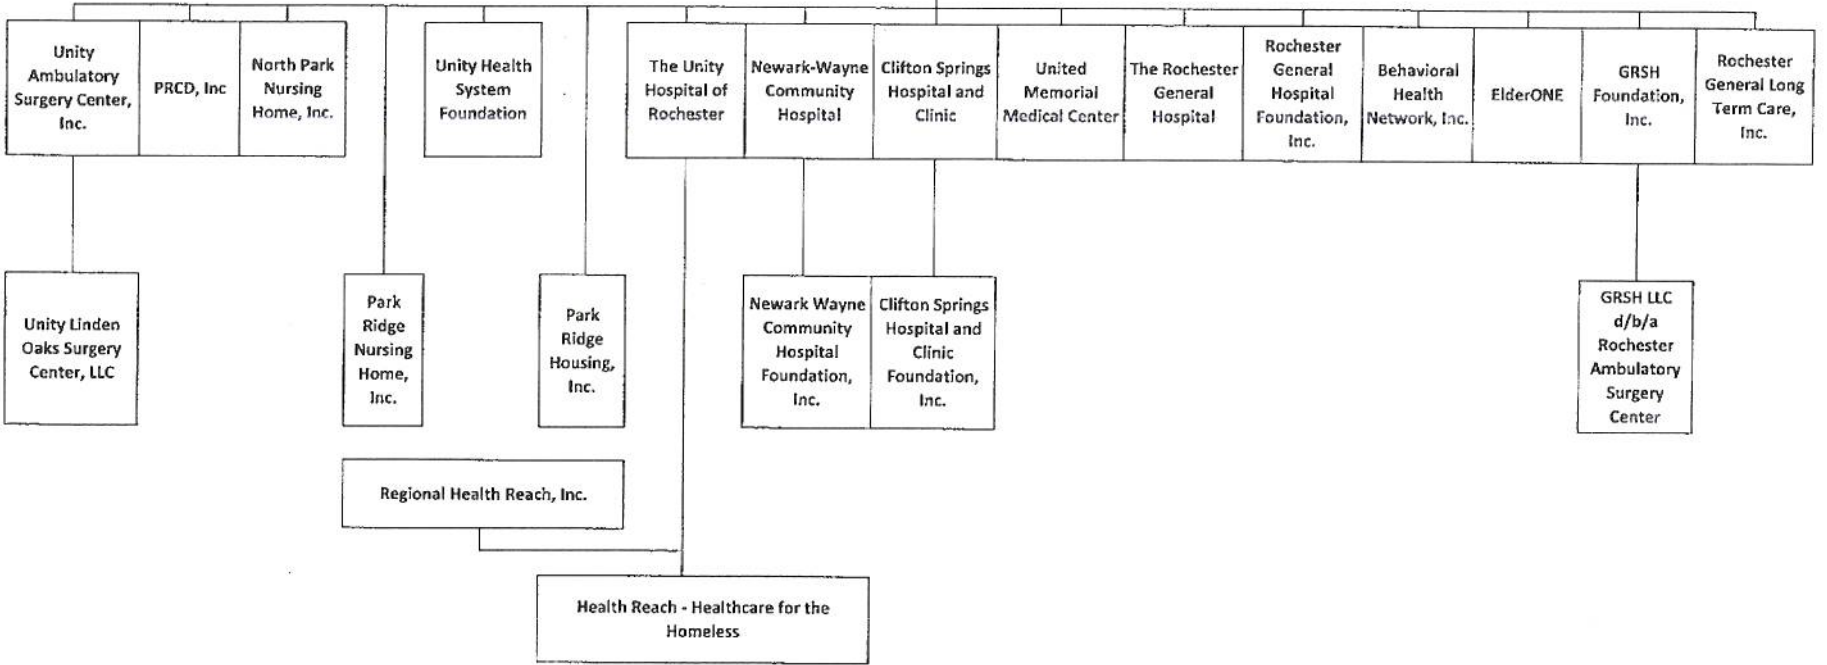 Unity
Ambulatory
Surgery Center,
Inc.
PRCD, Inc
North Park
Nursing
Home, Inc.
Unity Health
System
Foundation
The Unity
Hospital of
Rochester
Newark-Wayne
Community
Hospital
Clifton Springs
Hospital and
Clinic
United
Memorial
Medical Center
The Rochester
General
Hospital
Rochester
General
Hospital
Foundation,
Inc.
Behavioral
Health
Network, Inc.
ElderONE
GRSH
Foundation,
Inc.
Rochester
General Long
Term Care,
Inc.
Unity Linden
Oaks Surgery
Center, LLC
Park
Ridge
Nursing
Home,
Inc.
Park
Ridge
Housing,
Inc.
Newark Wayne
Community
Hospital
Foundation,
Inc.
Clifton Springs
Hospital and
Clinic
Foundation,
Inc.
GRSH LLC
d/b/a
Rochester
Ambulatory
Surgery
Center
Regional Health Reach, Inc.
Health Reach - Healthcare for the
Homeless